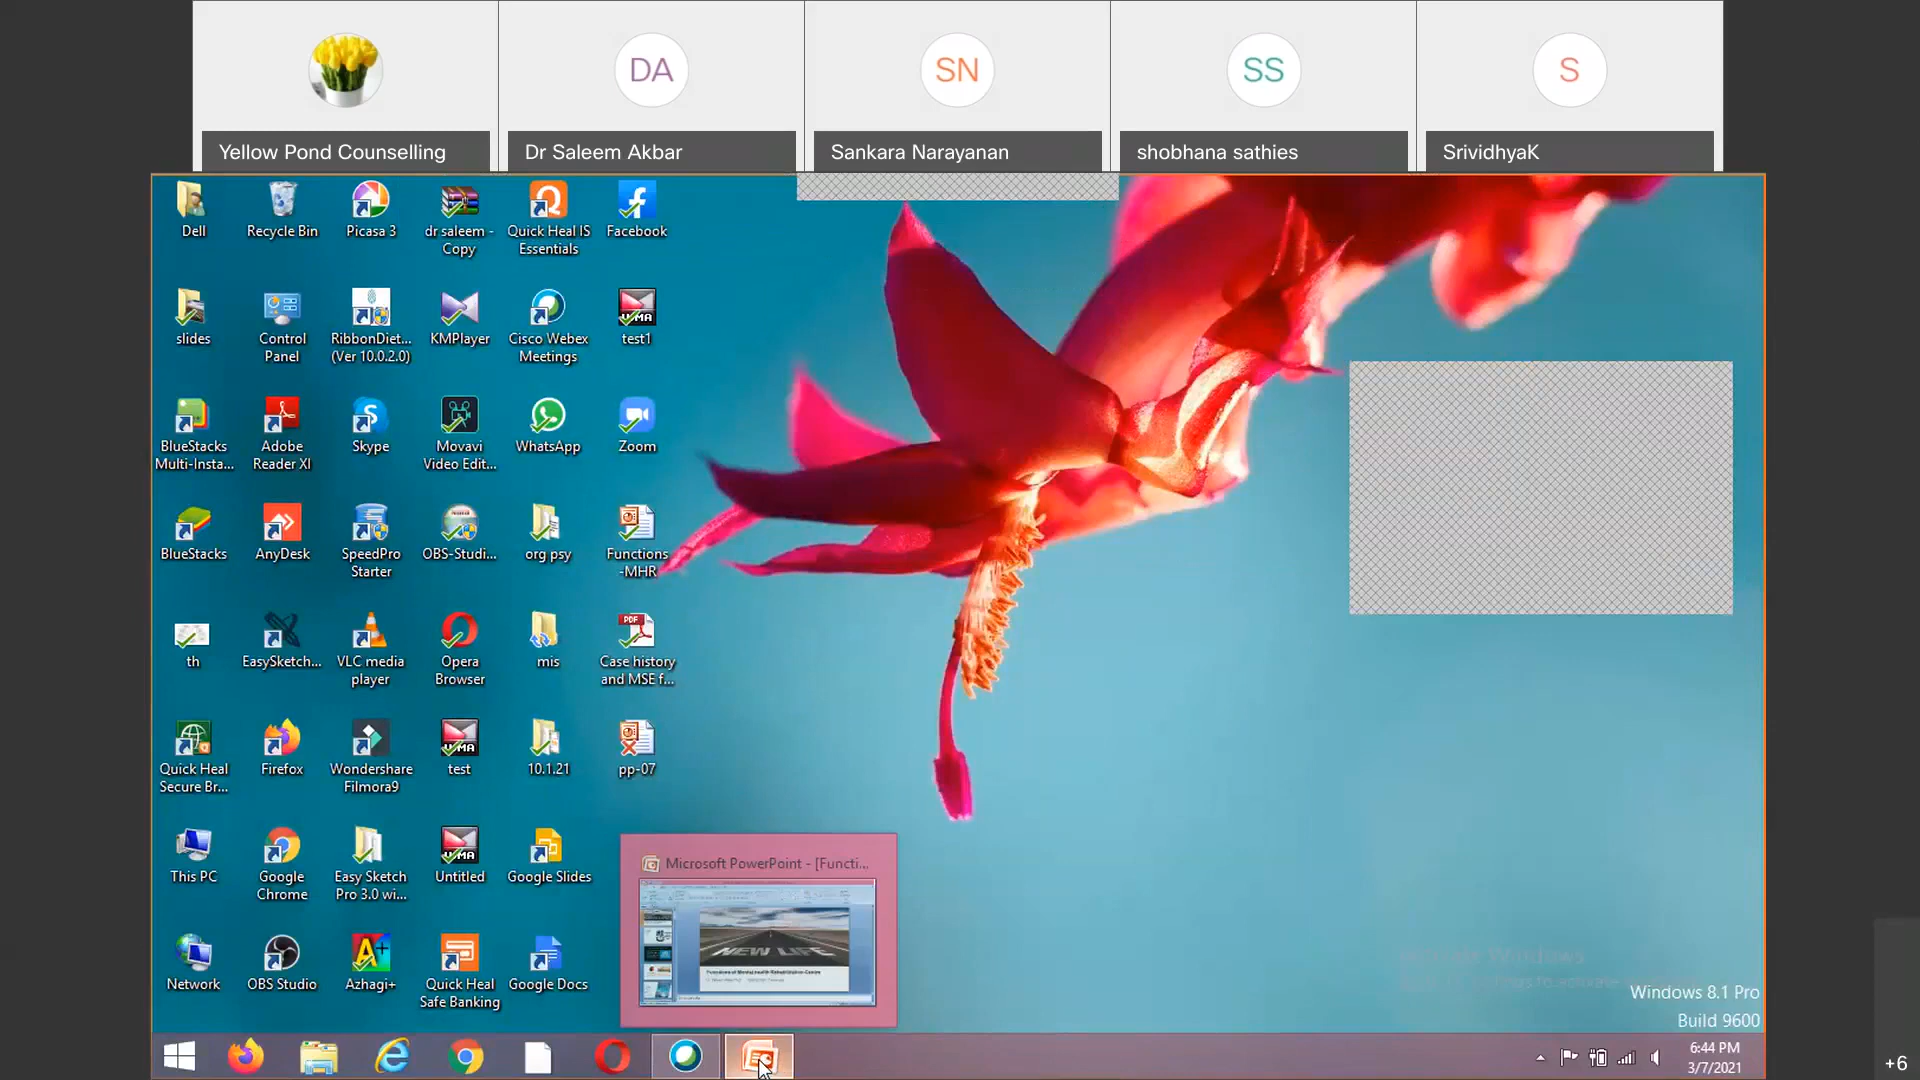 DA
SN
SS
S
Yellow Pond Counselling
Dr Saleem Akbar
Sankara Narayanan
shobhana sathies
SrividhyaK
Dell
Recycle Bin
Picasa 3
dr saleem -
Copy
Quick Heal IS
Essentials
Facebook
slides
Control
Panel
RibbonDiet...
(Ver 10.0.2.0)
KMPlayer
Cisco Webex
Meetings
test1
BlueStacks
Multi-Insta...
Adobe
Reader XI
Skype
Movavi
Video Edit...
WhatsApp
Zoom
BlueStacks
AnyDesk
SpeedPro
Starter
OBS-Studi...
org psy
Functions
-MHR
th
EasySketch...
VLC media
player
Opera
Browser
mis
Case history
and MSE f...
Quick Heal
Secure Br...
Firefox
Wondershare
Filmora9
test
10.1.21
pp-07
This PC
Google
Chrome
Easy Sketch
Pro 3.0 wi...
Untitled
Google Slides
Microsoft PowerPoint - [Functi...
NEW LIFE
Functions of Mental Health Rehabilitation Centre
Network
OBS Studio
Azhagi+
Quick Heal
Safe Banking
Google Docs
Windows 8.1 Pro
Build 9600
6:44 PM
3/7/2021
+6